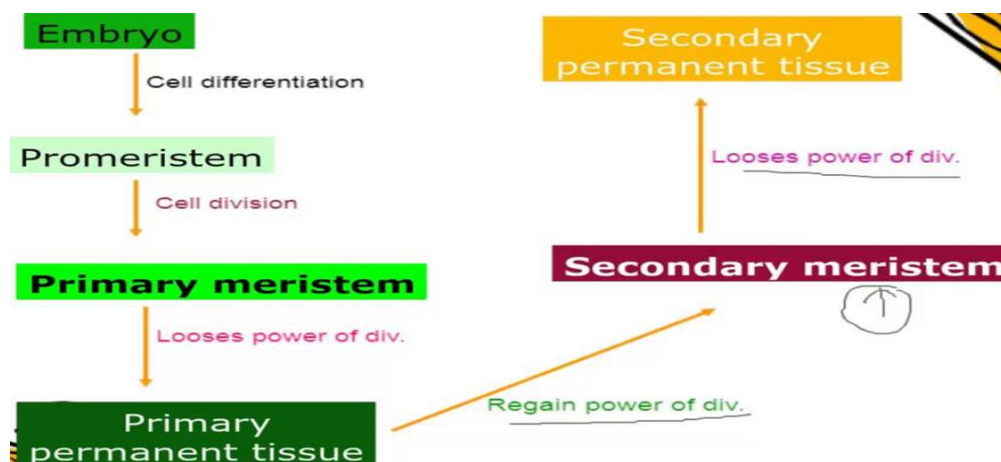 Embryo
Cell differentiation
Promeristem
Cell division
Primary meristem
Looses power of div.
Primary
permanent tissue
Regain power of div.
Secondary meristem
Looses power of div.
Secondary
permanent tissue